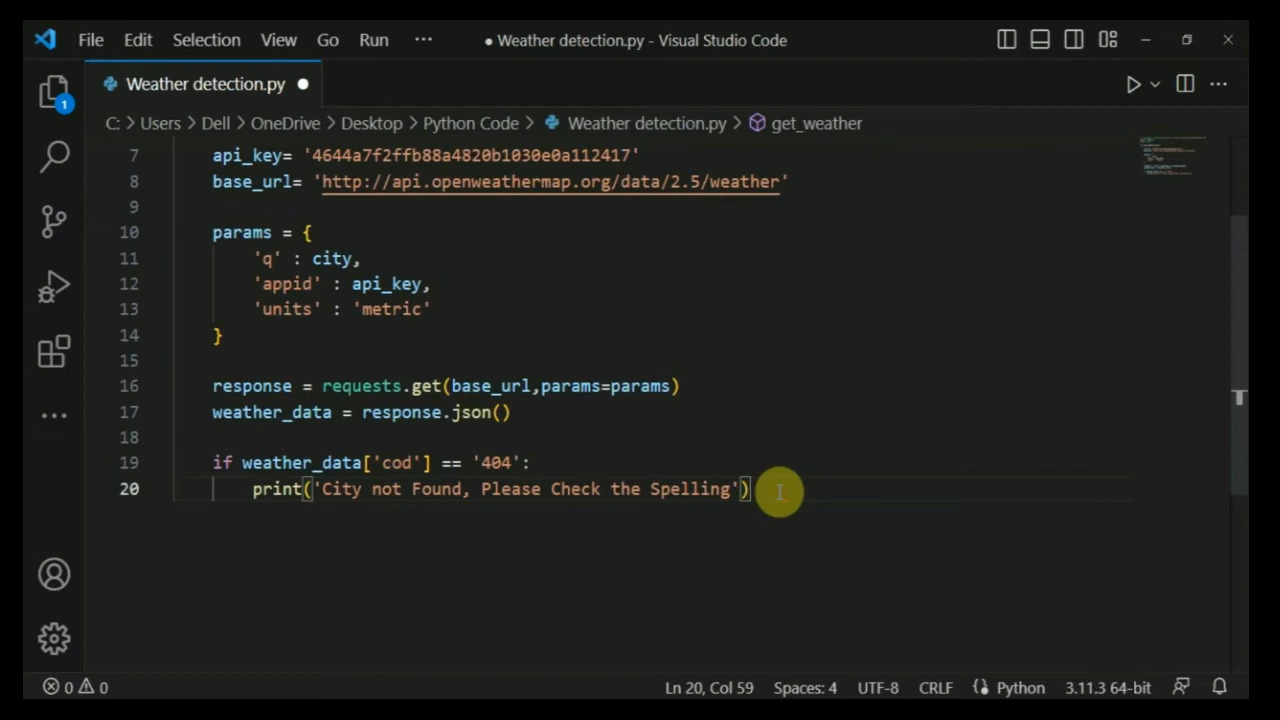 File Edit Selection View Go Run ··· ● Weather detection.py - Visual Studio Code
Weather detection.py
C: > Users > Dell > OneDrive > Desktop > Python Code > Weather detection.py > get_weather
1
7 api_key= '4644a7f2ffb88a4820b1030e0a112417'
8 base_url= 'http://api.openweathermap.org/data/2.5/weather'
9
10 params = {
11 'q' : city,
12 'appid' : api_key,
13 'units' : 'metric'
14 }
15
16 response = requests.get(base_url,params=params)
17 weather_data = response.json()
18
19 if weather_data['cod'] == '404':
20 print('City not Found, Please Check the Spelling')
0 0 Ln 20, Col 59 Spaces: 4 UTF-8 CRLF Python 3.11.3 64-bit